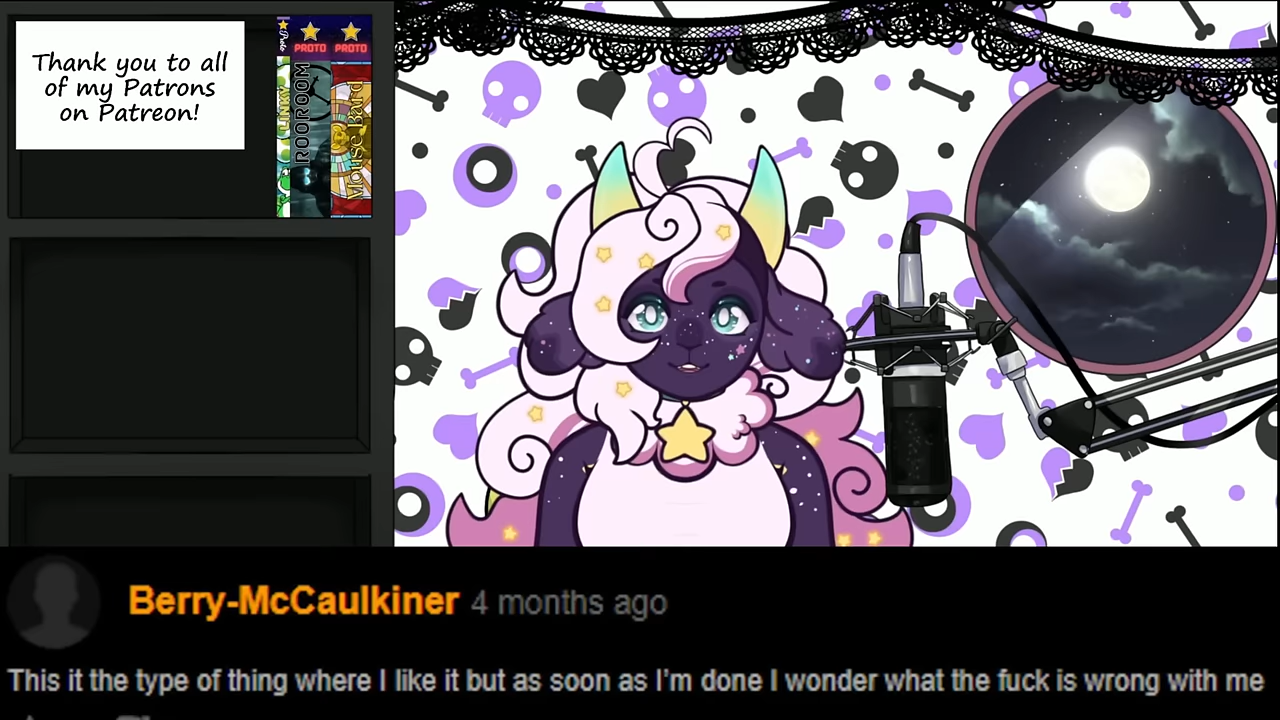 Thank you to all
of my Patrons
on Patreon!
PROTO
PROTO
LINKY
ROOROOM
Mouse Bard
Berry-McCaulkiner 4 months ago
This it the type of thing where I like it but as soon as I'm done I wonder what the fuck is wrong with me